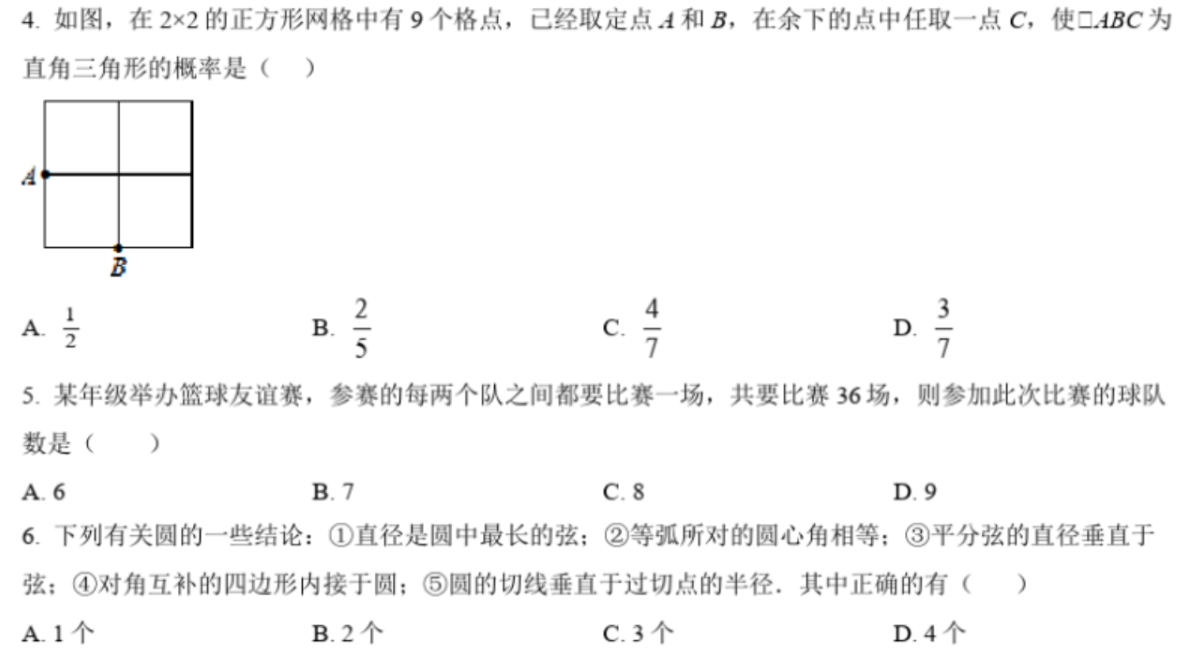 4. 如图，在 2×2 的正方形网格中有 9 个格点，已经取定点 A 和 B，在余下的点中任取一点 C，使□ABC 为
直角三角形的概率是（ ）
A
B
A. 1/2 B. 2/5 C. 4/7 D. 3/7
5. 某年级举办篮球友谊赛，参赛的每两个队之间都要比赛一场，共要比赛 36 场，则参加此次比赛的球队
数是（ ）
A. 6 B. 7 C. 8 D. 9
6. 下列有关圆的一些结论：①直径是圆中最长的弦；②等弧所对的圆心角相等；③平分弦的直径垂直于
弦；④对角互补的四边形内接于圆；⑤圆的切线垂直于过切点的半径．其中正确的有（ ）
A. 1 个 B. 2 个 C. 3 个 D. 4 个